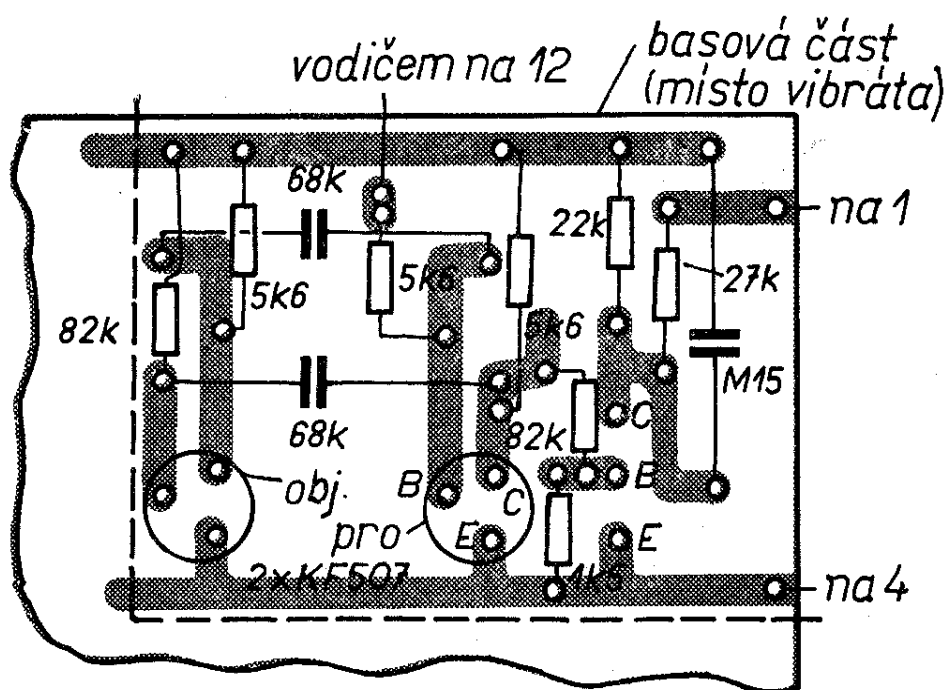 basová část
(místo vibráta)
vodičem na 12
68k
na 1
22k
5k6
5k6
27k
82k
5k6
M15
68k
82k
C
obj.
B
C
B
pro
E
E
2xKF507
1k5
na 4